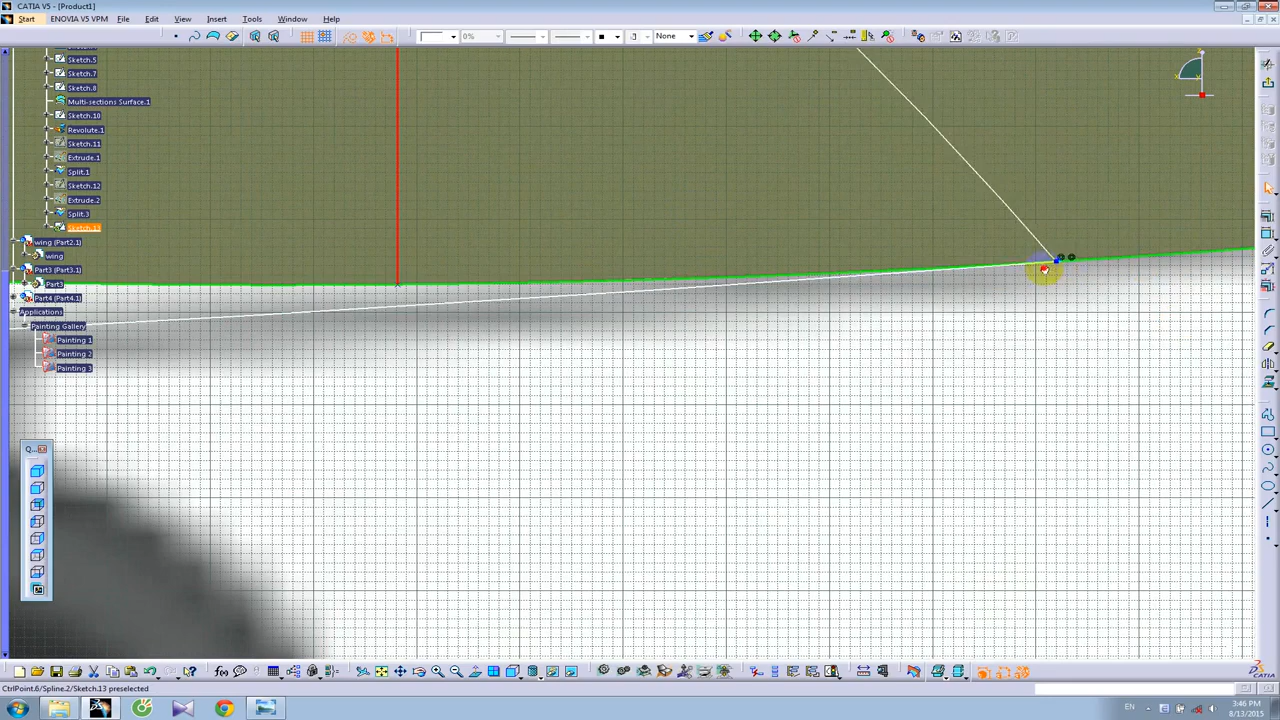 CATIA V5 - [Product1]
Start ENOVIA V5 VPM File Edit View Insert Tools Window Help
0% 3 None
Sketch.5
Sketch.7
Sketch.8
Multi-sections Surface.1
Sketch.10
Revolute.1
Sketch.11
Extrude.1
Split.1
Sketch.12
Extrude.2
Split.3
Sketch.13
wing (Part2.1)
wing
Part3 (Part3.1)
Part3
Part4 (Part4.1)
Applications
Painting Gallery
Painting 1
Painting 2
Painting 3
Q...
CATIA
CtrlPoint.6/Spline.2/Sketch.13 preselected
EN 3:46 PM
8/13/2015